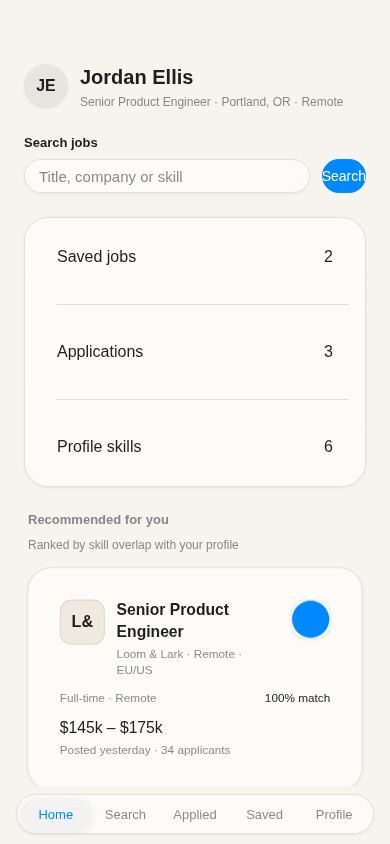 JE
Jordan Ellis
Senior Product Engineer · Portland, OR · Remote
Search jobs
Title, company or skill
Search
Saved jobs 2
Applications 3
Profile skills 6
Recommended for you
Ranked by skill overlap with your profile
L&
Senior Product
Engineer
Loom & Lark · Remote ·
EU/US
Full-time · Remote 100% match
$145k – $175k
Posted yesterday · 34 applicants
Home Search Applied Saved Profile